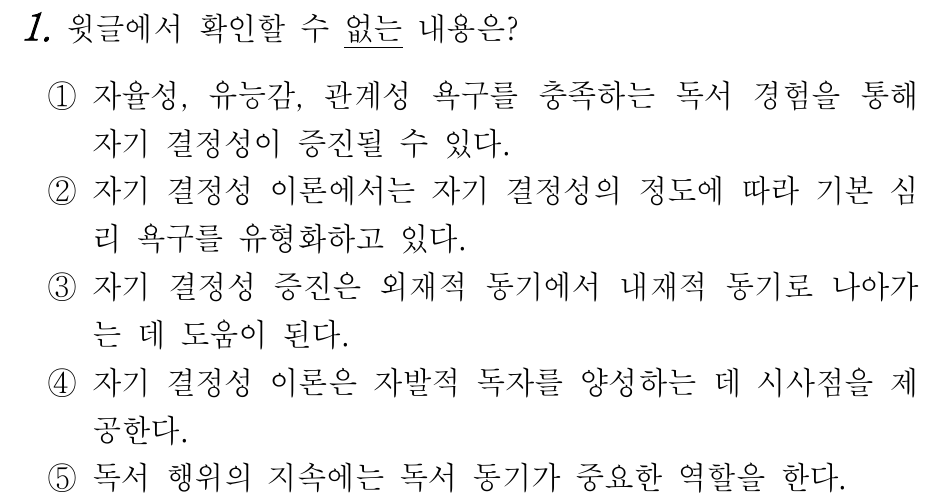 1. 윗글에서 확인할 수 없는 내용은?
① 자율성, 유능감, 관계성 욕구를 충족하는 독서 경험을 통해
자기 결정성이 증진될 수 있다.
② 자기 결정성 이론에서는 자기 결정성의 정도에 따라 기본 심
리 욕구를 유형화하고 있다.
③ 자기 결정성 증진은 외재적 동기에서 내재적 동기로 나아가
는 데 도움이 된다.
④ 자기 결정성 이론은 자발적 독자를 양성하는 데 시사점을 제
공한다.
⑤ 독서 행위의 지속에는 독서 동기가 중요한 역할을 한다.